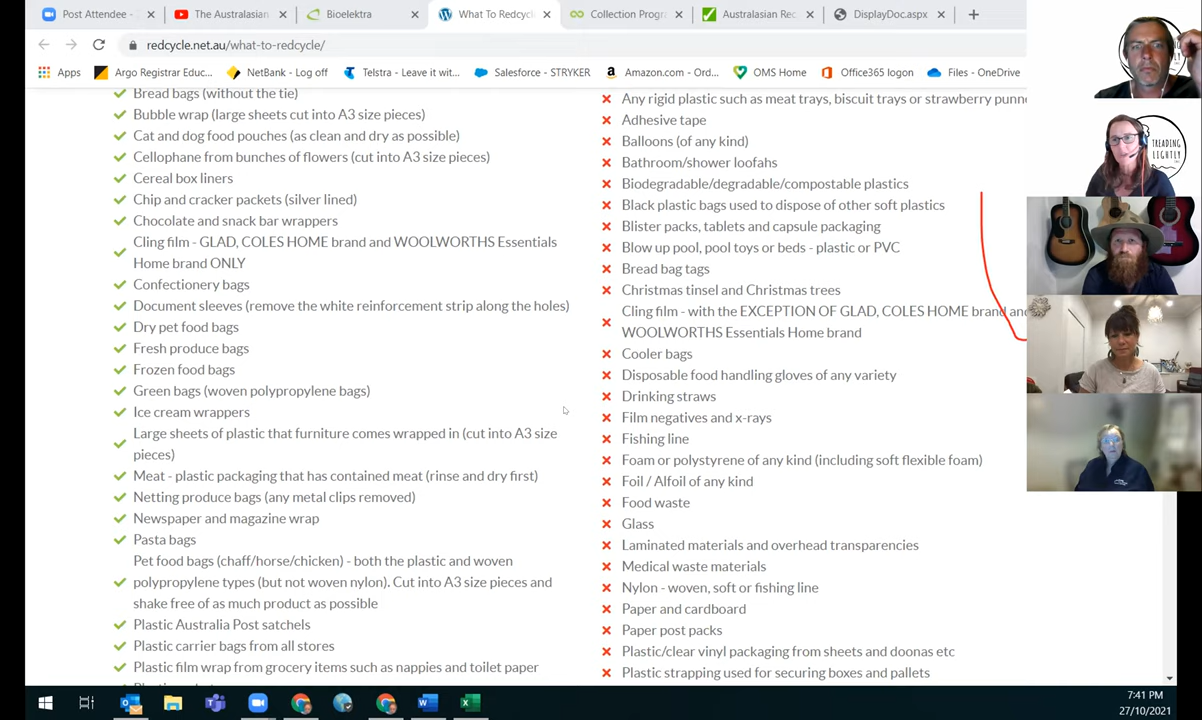 Post Attendee -
The Australasian
Bioelektra
What To Redcyc
Collection Progr
Australasian Rec
DisplayDoc.aspx
redcycle.net.au/what-to-redcycle/
Apps
Argo Registrar Educ...
NetBank - Log off
Telstra - Leave it wit...
Salesforce - STRYKER
Amazon.com - Ord...
OMS Home
Office365 logon
Files - OneDrive
Bread bags (without the tie)
Bubble wrap (large sheets cut into A3 size pieces)
Cat and dog food pouches (as clean and dry as possible)
Cellophane from bunches of flowers (cut into A3 size pieces)
Cereal box liners
Chip and cracker packets (silver lined)
Chocolate and snack bar wrappers
Cling film - GLAD, COLES HOME brand and WOOLWORTHS Essentials
Home brand ONLY
Confectionery bags
Document sleeves (remove the white reinforcement strip along the holes)
Dry pet food bags
Fresh produce bags
Frozen food bags
Green bags (woven polypropylene bags)
Ice cream wrappers
Large sheets of plastic that furniture comes wrapped in (cut into A3 size
pieces)
Meat - plastic packaging that has contained meat (rinse and dry first)
Netting produce bags (any metal clips removed)
Newspaper and magazine wrap
Pasta bags
Pet food bags (chaff/horse/chicken) - both the plastic and woven
polypropylene types (but not woven nylon). Cut into A3 size pieces and
shake free of as much product as possible
Plastic Australia Post satchels
Plastic carrier bags from all stores
Plastic film wrap from grocery items such as nappies and toilet paper
Any rigid plastic such as meat trays, biscuit trays or strawberry punn
Adhesive tape
Balloons (of any kind)
Bathroom/shower loofahs
Biodegradable/degradable/compostable plastics
Black plastic bags used to dispose of other soft plastics
Blister packs, tablets and capsule packaging
Blow up pool, pool toys or beds - plastic or PVC
Bread bag tags
Christmas tinsel and Christmas trees
Cling film - with the EXCEPTION OF GLAD, COLES HOME brand and
WOOLWORTHS Essentials Home brand
Cooler bags
Disposable food handling gloves of any variety
Drinking straws
Film negatives and x-rays
Fishing line
Foam or polystyrene of any kind (including soft flexible foam)
Foil / Alfoil of any kind
Food waste
Glass
Laminated materials and overhead transparencies
Medical waste materials
Nylon - woven, soft or fishing line
Paper and cardboard
Paper post packs
Plastic/clear vinyl packaging from sheets and doonas etc
Plastic strapping used for securing boxes and pallets
TREADING
LIGHTLY
7:41 PM
27/10/2021